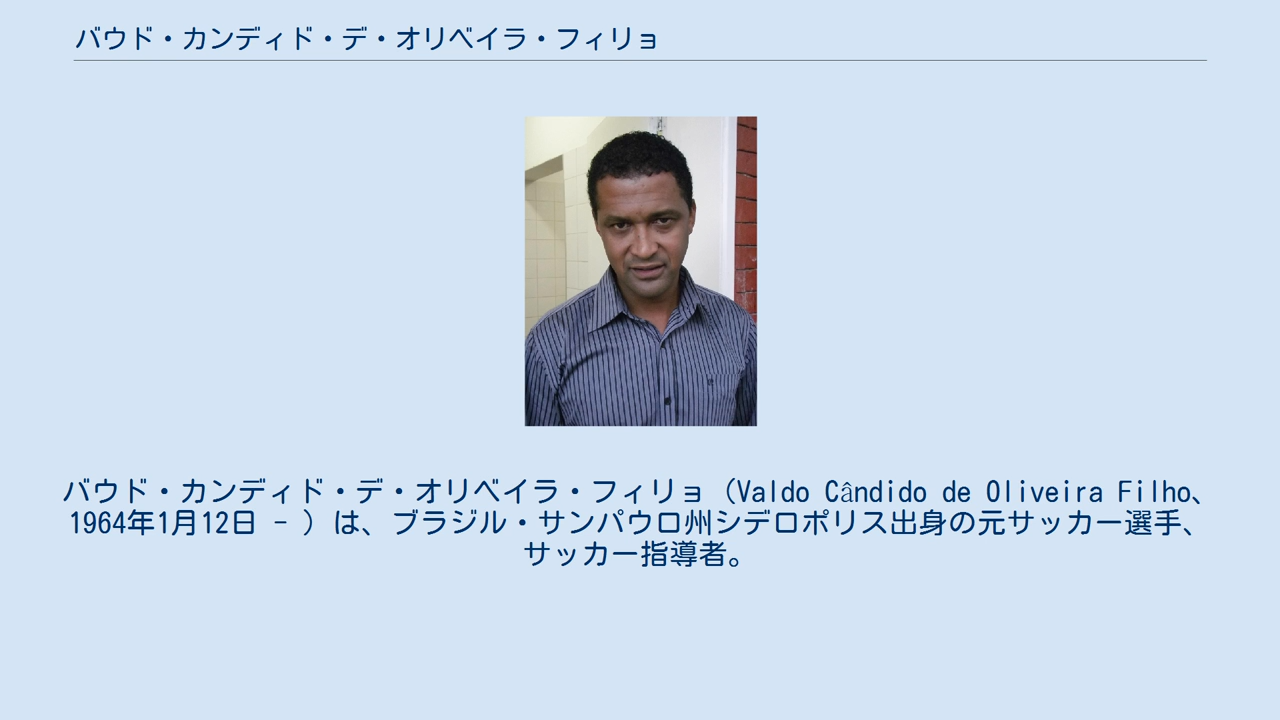 バウド・カンディド・デ・オリベイラ・フィリョ
バウド・カンディド・デ・オリベイラ・フィリョ（Valdo Cândido de Oliveira Filho、
1964年1月12日 - ）は、ブラジル・サンパウロ州シデロポリス出身の元サッカー選手、
サッカー指導者。